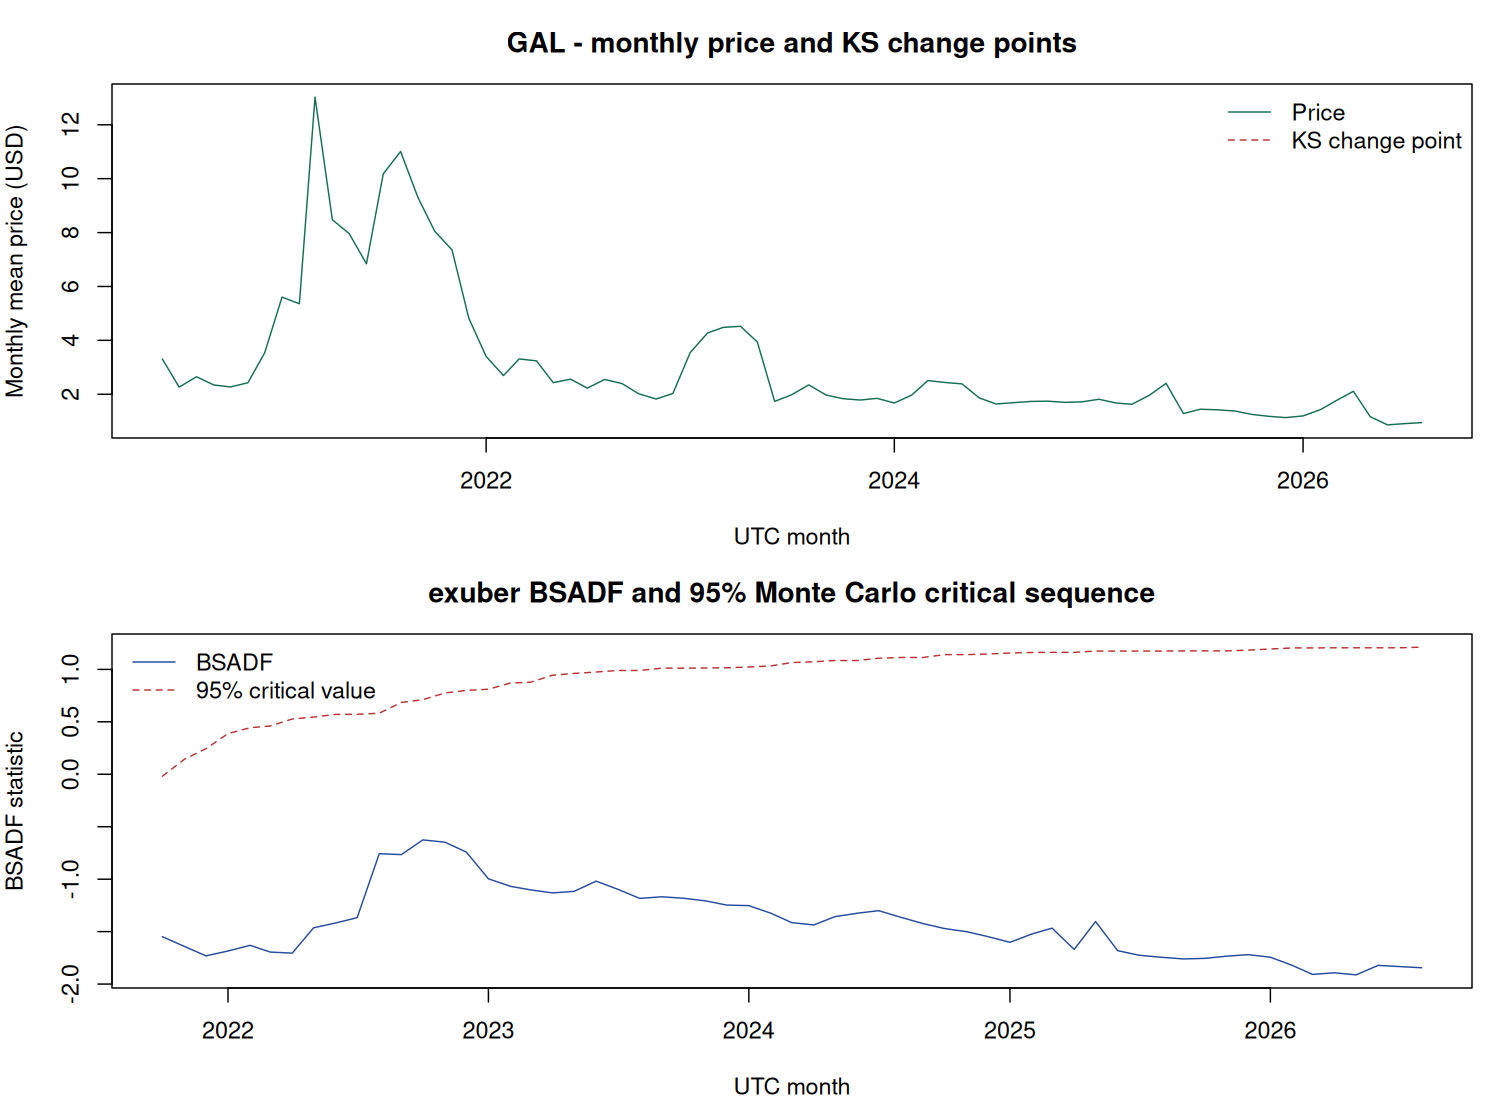 GAL - monthly price and KS change points
Monthly mean price (USD)
12
10
8
6
4
2
Price
KS change point
2022
2024
2026
UTC month
exuber BSADF and 95% Monte Carlo critical sequence
BSADF statistic
1.0
0.5
0.0
-1.0
-2.0
BSADF
95% critical value
2022
2023
2024
2025
2026
UTC month